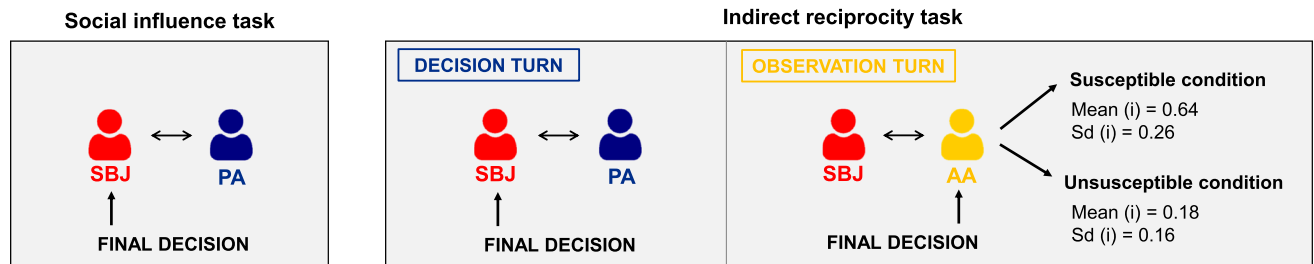 Social influence task
SBJ
PA
FINAL DECISION
Indirect reciprocity task
DECISION TURN
SBJ
PA
FINAL DECISION
OBSERVATION TURN
SBJ
AA
FINAL DECISION
Susceptible condition
Mean (i) = 0.64
Sd (i) = 0.26
Unsusceptible condition
Mean (i) = 0.18
Sd (i) = 0.16